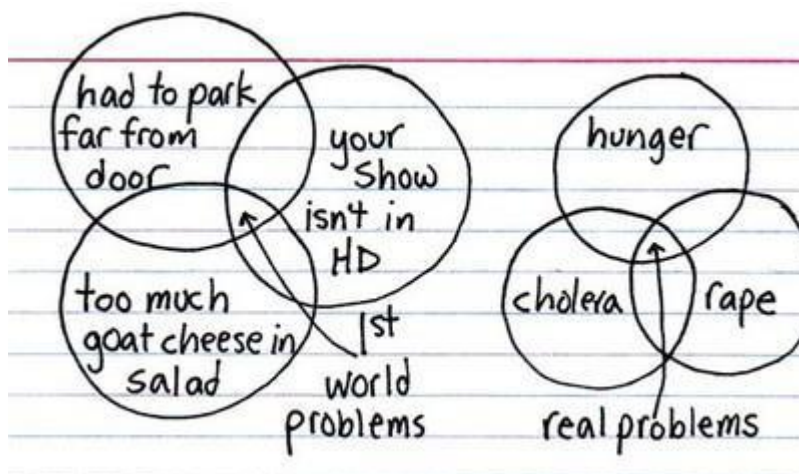 had to park
far from
door
your
show
isn't in
HD
too much
goat cheese in
salad
1st
world
problems
hunger
cholera
rape
real problems